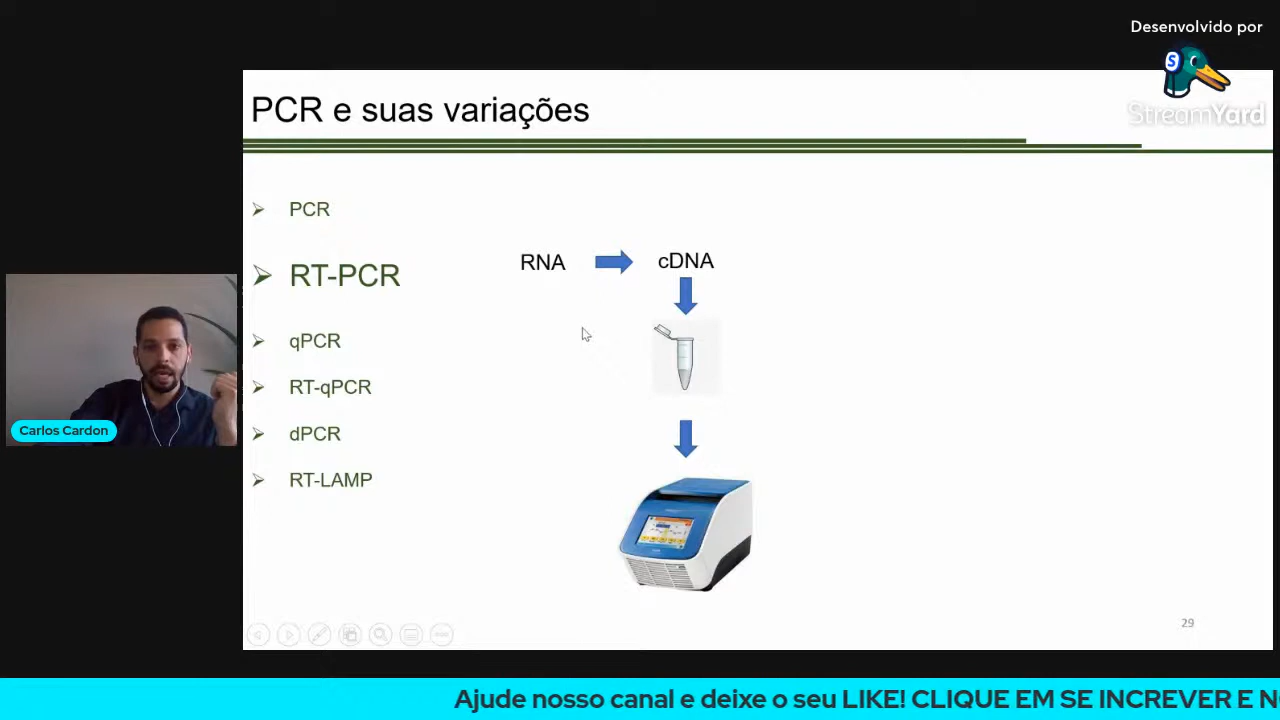 Desenvolvido por
S
StreamYard
PCR e suas variações
PCR
RT-PCR
qPCR
RT-qPCR
dPCR
RT-LAMP
RNA
cDNA
Carlos Cardon
29
Ajude nosso canal e deixe o seu LIKE! CLIQUE EM SE INCREVER E N